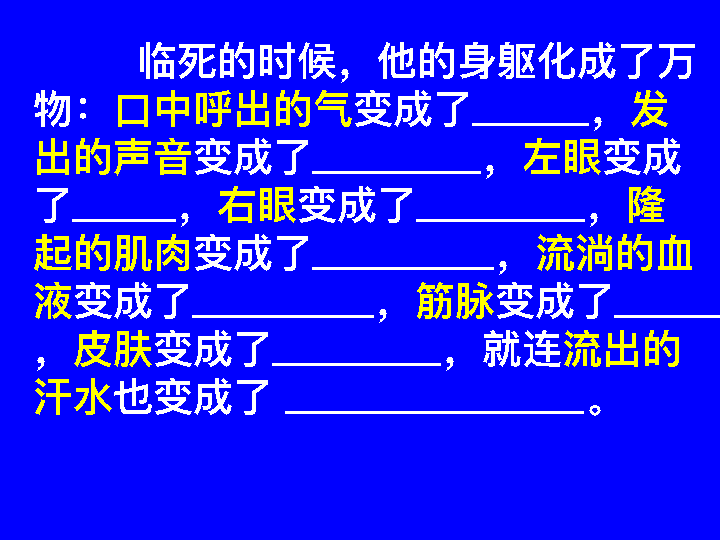 临死的时候，他的身躯化成了万
物：口中呼出的气变成了______，发
出的声音变成了_________，左眼变成
了_____，右眼变成了_________，隆
起的肌肉变成了__________，流淌的血
液变成了__________，筋脉变成了______
，皮肤变成了_________，就连流出的
汗水也变成了 ________________。